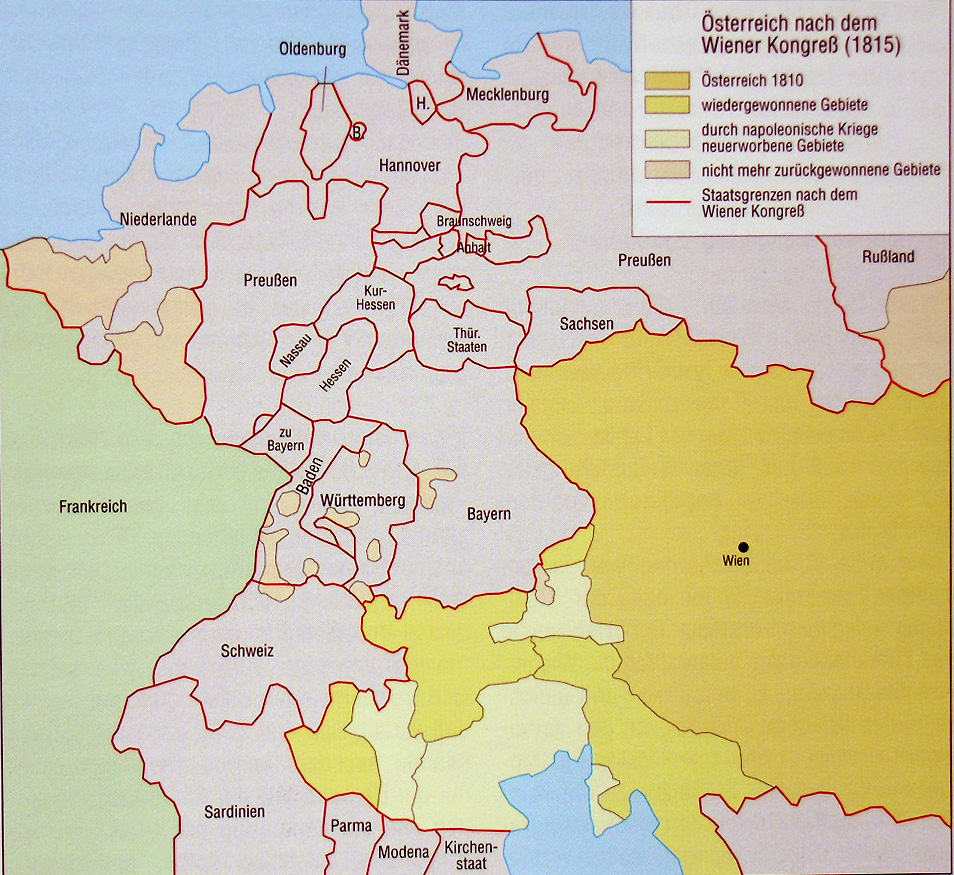 Österreich nach dem
Wiener Kongreß (1815)
Österreich 1810
wiedergewonnene Gebiete
durch napoleonische Kriege
neuerworbene Gebiete
nicht mehr zurückgewonnene Gebiete
Staatsgrenzen nach dem
Wiener Kongreß
Oldenburg
Dänemark
H.
Mecklenburg
B.
Hannover
Niederlande
Braunschweig
Anhalt
Preußen
Preußen
Rußland
Kur-
Hessen
Sachsen
Nassau
Hessen
Thür.
Staaten
zu
Bayern
Baden
Württemberg
Bayern
Frankreich
Wien
Schweiz
Sardinien
Parma
Modena
Kirchen-
staat